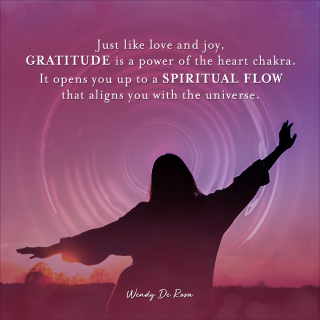 Just like love and joy,
GRATITUDE is a power of the heart chakra.
It opens you up to a SPIRITUAL FLOW
that aligns you with the universe.
Wendy De Rosa